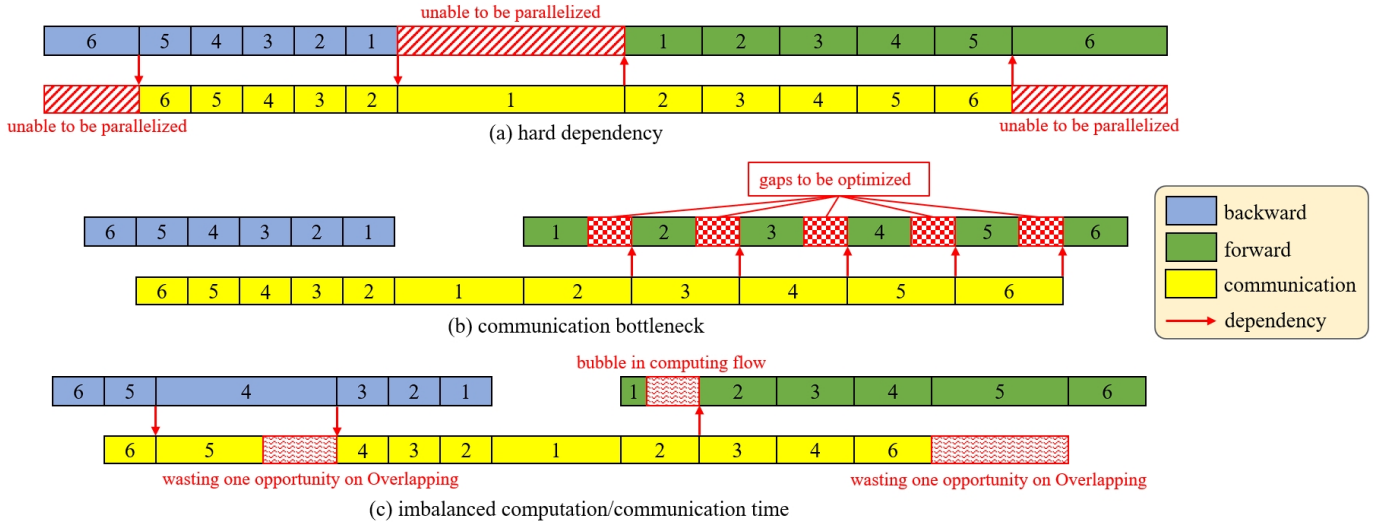 unable to be parallelized
6 5 4 3 2 1 1 2 3 4 5 6
6 5 4 3 2 1 2 3 4 5 6
unable to be parallelized
unable to be parallelized
(a) hard dependency
gaps to be optimized
6 5 4 3 2 1 1 2 3 4 5 6
6 5 4 3 2 1 2 3 4 5 6
(b) communication bottleneck
backward
forward
communication
dependency
bubble in computing flow
6 5 4 3 2 1 1 2 3 4 5 6
6 5 4 3 2 1 2 3 4 6
wasting one opportunity on Overlapping
wasting one opportunity on Overlapping
(c) imbalanced computation/communication time